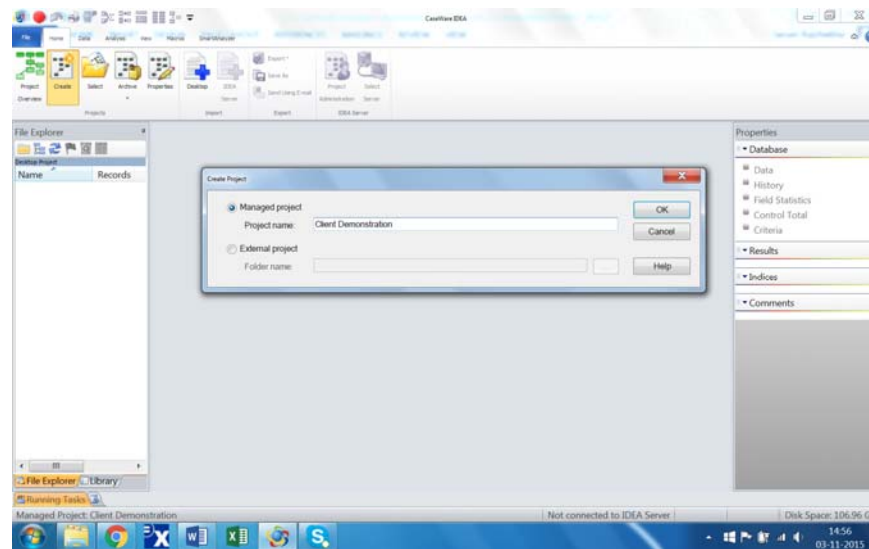 CaseWare IDEA
File Home Data Analysis View Macros SmartAnalyzer
Project Overview
Create
Select
Archive
Properties
Desktop
IDEA Server
Export
Save As
Send Using E-mail
Project Administration
Select Server
Projects
Import
Export
IDEA Server
File Explorer
Desktop Project
Name Records
Create Project
Managed project
Project name: Client Demonstration
External project
Folder name:
OK
Cancel
Help
Properties
Database
Data
History
Field Statistics
Control Total
Criteria
Results
Indices
Comments
File Explorer Library
Running Tasks
Managed Project: Client Demonstration Not connected to IDEA Server Disk Space: 106.96 G
14:56
03-11-2015